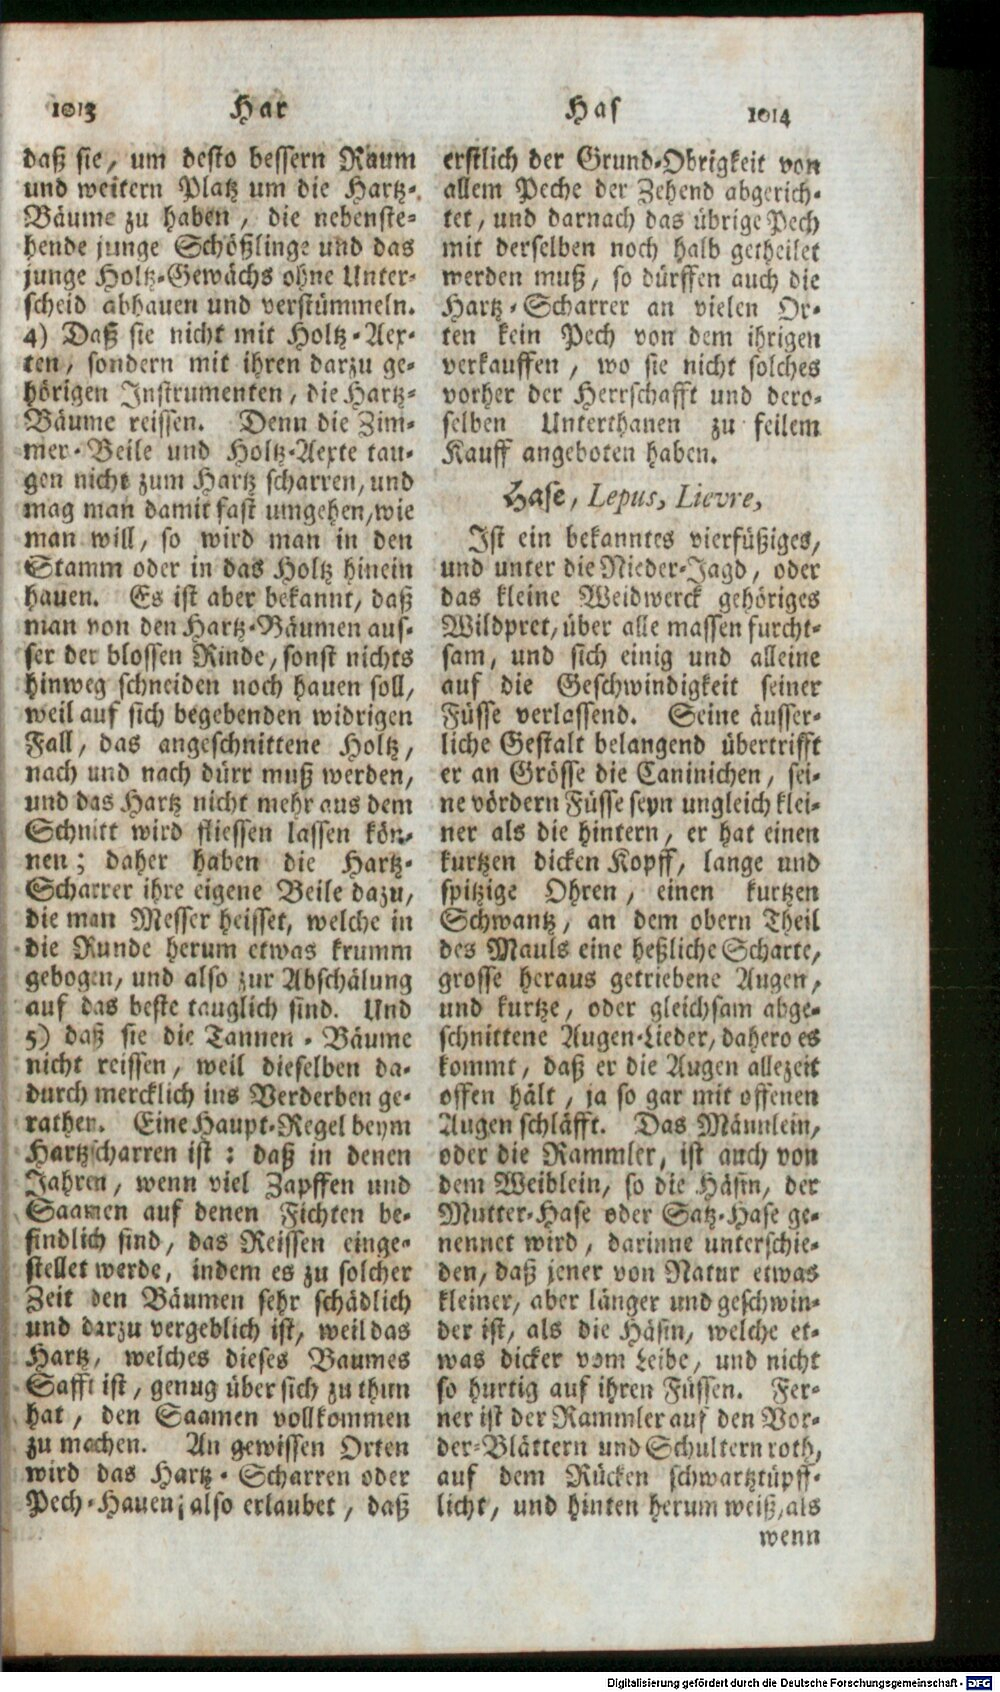 1013 Har
daß sie, um desto bessern Raum
und weitern Platz um die Hartz-
Bäume zu haben, die nebenste-
hende junge Schößlinge und das
junge Holtz-Gewächs ohne Unter-
scheid abhauen und verstümmeln.
4) Daß sie nicht mit Holtz-Aex-
ten, sondern mit ihren darzu ge-
hörigen Instrumenten, die Hartz-
Bäume reissen. Denn die Zim-
mer-Beile und Holtz-Aexte tau-
gen nicht zum Hartz scharren, und
mag man damit fast umgehen, wie
man will, so wird man in den
Stamm oder in das Holtz hinein
hauen. Es ist aber bekannt, daß
man von den Hartz-Bäumen aus-
ser der blossen Rinde, sonst nichts
hinweg schneiden noch hauen soll,
weil auf sich begebenden widrigen
Fall, das angeschnittene Holtz,
nach und nach dürr muß werden,
und das Hartz nicht mehr aus dem
Schnitt wird fliessen lassen kön-
nen; daher haben die Hartz-
Scharrer ihre eigene Beile dazu,
die man Messer heisset, welche in
die Runde herum etwas krumm
gebogen, und also zur Abschälung
auf das beste tauglich sind. Und
5) daß sie die Tannen-Bäume
nicht reissen, weil dieselben da-
durch mercklich ins Verderben ge-
rathen. Eine Haupt-Regel beym
Hartzscharren ist: daß in denen
Jahren, wenn viel Zapffen und
Saamen auf denen Fichten be-
findlich sind, das Reissen einge-
stellet werde, indem es zu solcher
Zeit den Bäumen sehr schädlich
und darzu vergeblich ist, weil das
Hartz, welches dieses Baumes
Safft ist, genug über sich zu thun
hat, den Saamen vollkommen
zu machen. An gewissen Orten
wird das Hartz-Scharren oder
Pech-Hauen also erlaubet, daß
Has 1014
erstlich der Grund-Obrigkeit von
allem Peche der Zehend abgerich-
tet, und darnach das übrige Pech
mit derselben noch halb getheilet
werden muß, so dürffen auch die
Hartz-Scharrer an vielen Or-
ten kein Pech von dem ihrigen
verkauffen, wo sie nicht solches
vorher der Herrschafft und dero-
selben Unterthanen zu feilem
Kauff angeboten haben.
Hase, Lepus, Lievre,
Ist ein bekanntes vierfüßiges,
und unter die Nieder-Jagd, oder
das kleine Weidwerck gehöriges
Wildpret, über alle massen furcht-
sam, und sich einig und alleine
auf die Geschwindigkeit seiner
Füsse verlassend. Seine äusser-
liche Gestalt belangend übertrifft
er an Grösse die Caninichen, sei-
ne vördern Füsse seyn ungleich klei-
ner als die hintern, er hat einen
kurtzen dicken Kopff, lange und
spitzige Ohren, einen kurtzen
Schwantz, an dem obern Theil
des Mauls eine heßliche Scharte,
grosse heraus getriebene Augen,
und kurtze, oder gleichsam abge-
schnittene Augen-Lieder, dahero es
kommt, daß er die Augen allezeit
offen hält, ja so gar mit offenen
Augen schläfft. Das Männlein,
oder die Rammler, ist auch von
dem Weiblein, so die Häsin, der
Mutter-Hase oder Satz-Hase ge-
nennet wird, darinne unterschie-
den, daß jener von Natur etwas
kleiner, aber länger und geschwin-
der ist, als die Häsin, welche et-
was dicker vom Leibe, und nicht
so hurtig auf ihren Füssen. Fer-
ner ist der Rammler auf den Vor-
der-Blättern und Schultern roth,
auf dem Rücken schwartztüpff-
licht, und hinten herum weiß, als
wenn
Digitalisierung gefördert durch die Deutsche Forschungsgemeinschaft - DFG